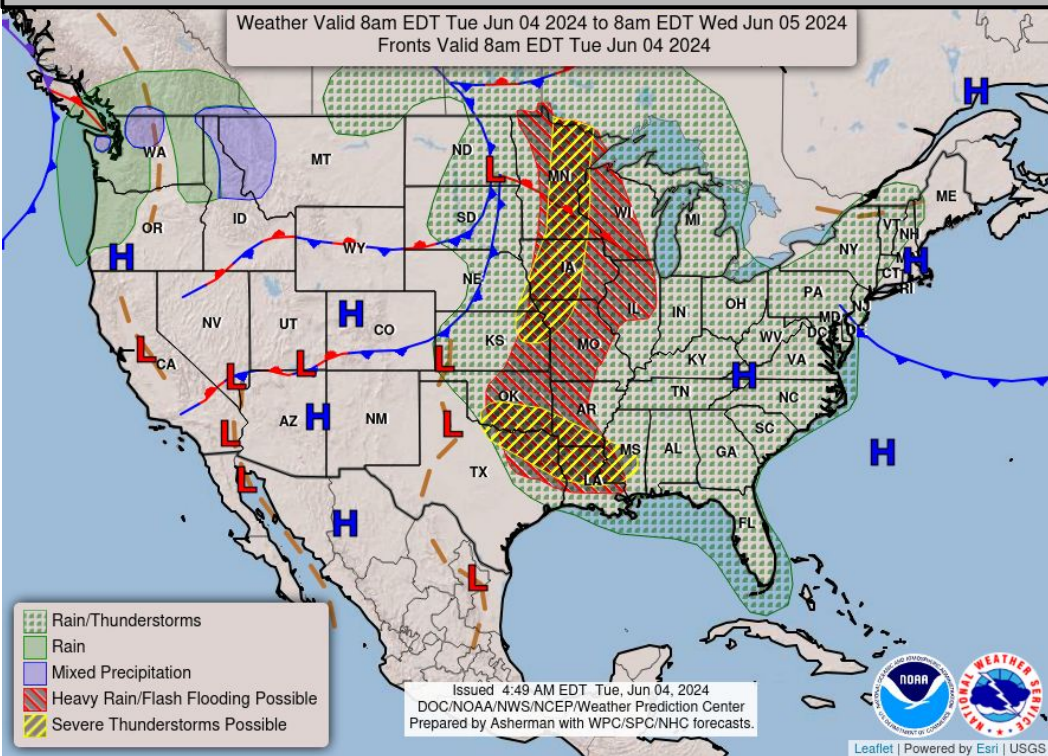 Weather Valid 8am EDT Tue Jun 04 2024 to 8am EDT Wed Jun 05 2024
Fronts Valid 8am EDT Tue Jun 04 2024
H
WA
MT
ND
MN
ME
L
OR
ID
SD
WI
MI
VT
NH
NY
H
WY
H
CT
RI
NE
IA
PA
NJ
H
NV
UT
CO
KS
IL
IN
OH
MD
DC
DE
WV
L
CA
L
L
L
MO
KY
VA
H
TN
NC
AZ
H
NM
L
OK
AR
SC
L
TX
MS
AL
GA
H
L
LA
H
FL
L
Rain/Thunderstorms
Rain
Mixed Precipitation
Heavy Rain/Flash Flooding Possible
Severe Thunderstorms Possible
Issued 4:49 AM EDT Tue, Jun 04, 2024
DOC/NOAA/NWS/NCEP/Weather Prediction Center
Prepared by Asherman with WPC/SPC/NHC forecasts.
NOAA
NATIONAL WEATHER SERVICE
Leaflet | Powered by Esri | USGS